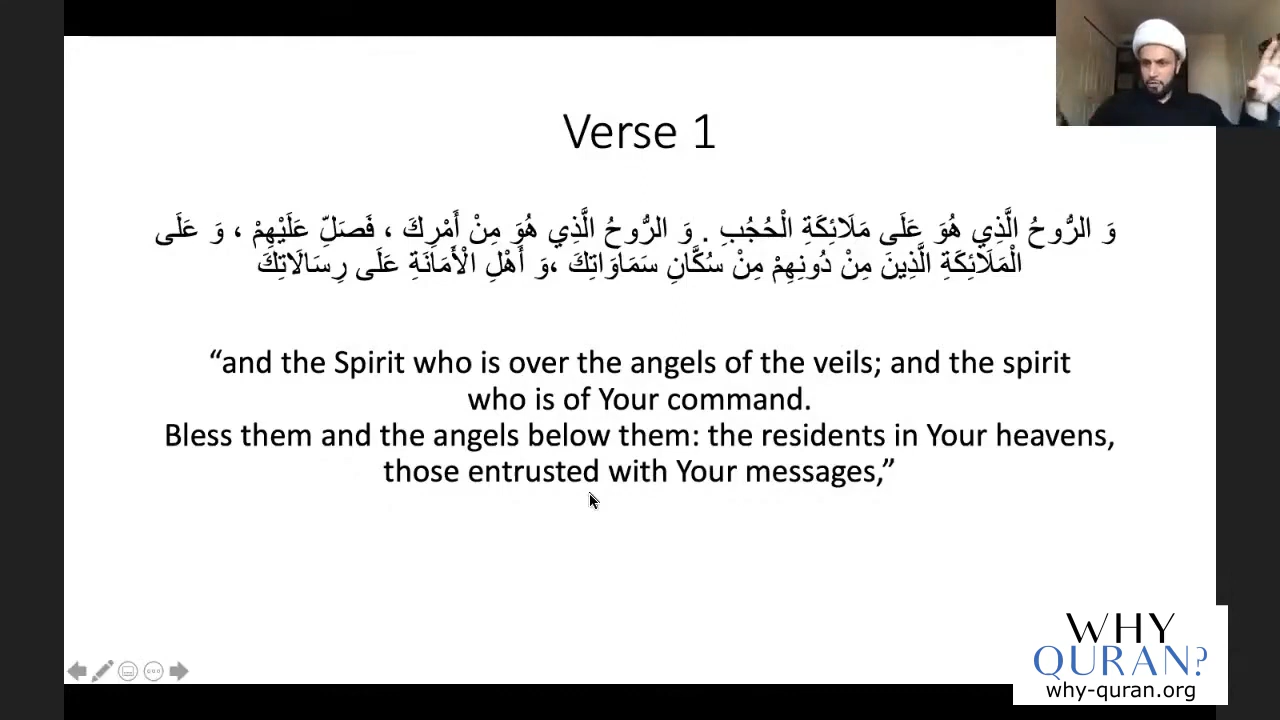 Verse 1
وَ الرُّوحُ الَّذِي هُوَ عَلَى مَلَائِكَةِ الْحُجُبِ . وَ الرُّوحُ الَّذِي هُوَ مِنْ أَمْرِكَ ، فَصَلِّ عَلَيْهِمْ ، وَ عَلَى
الْمَلَائِكَةِ الَّذِينَ مِنْ دُونِهِمْ مِنْ سُكَّانِ سَمَاوَاتِكَ ،وَ أَهْلِ الْأَمَانَةِ عَلَى رِسَالَاتِكَ
“and the Spirit who is over the angels of the veils; and the spirit
who is of Your command.
Bless them and the angels below them: the residents in Your heavens,
those entrusted with Your messages,”
WHY
QURAN?
why-quran.org